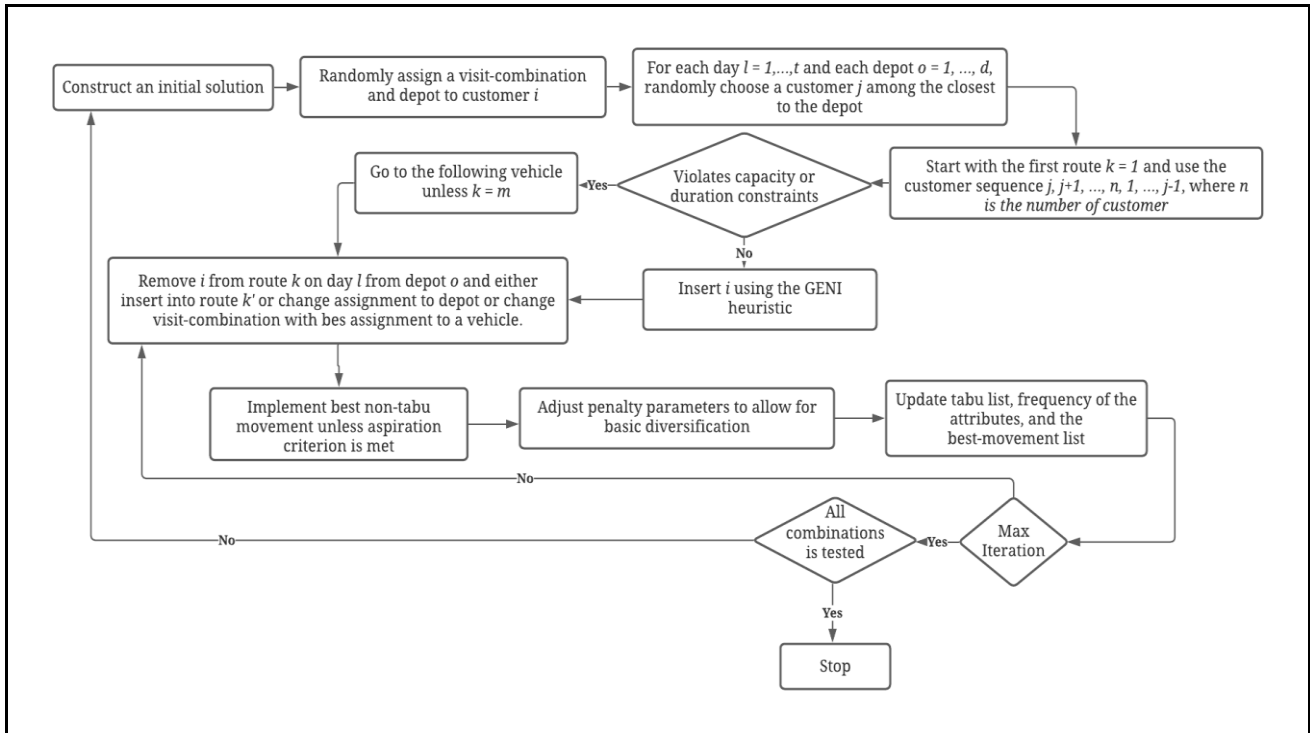 Construct an initial solution
Randomly assign a visit-combination
and depot to customer i
For each day l = 1,...,t and each depot o = 1, ..., d,
randomly choose a customer j among the closest
to the depot
Start with the first route k = 1 and use the
customer sequence j, j+1, ..., n, 1, ..., j-1, where n
is the number of customer
Violates capacity or
duration constraints
Yes
Go to the following vehicle
unless k = m
No
Insert i using the GENI
heuristic
Remove i from route k on day l from depot o and either
insert into route k' or change assignment to depot or change
visit-combination with bes assignment to a vehicle.
Implement best non-tabu
movement unless aspiration
criterion is met
Adjust penalty parameters to allow for
basic diversification
Update tabu list, frequency of the
attributes, and the
best-movement list
Max
Iteration
No
Yes
All
combinations
is tested
No
Yes
Stop